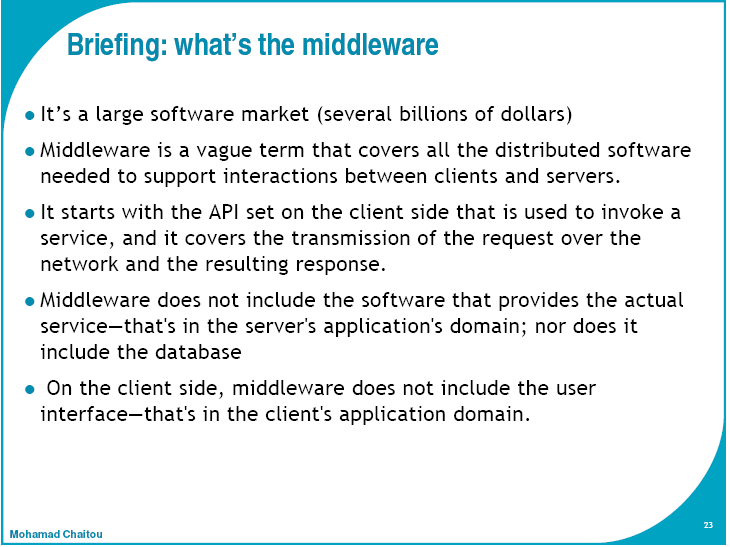 Briefing: what's the middleware
● It's a large software market (several billions of dollars)
● Middleware is a vague term that covers all the distributed software
needed to support interactions between clients and servers.
● It starts with the API set on the client side that is used to invoke a
service, and it covers the transmission of the request over the
network and the resulting response.
● Middleware does not include the software that provides the actual
service—that's in the server's application's domain; nor does it
include the database
● On the client side, middleware does not include the user
interface—that's in the client's application domain.
23
Mohamad Chaitou